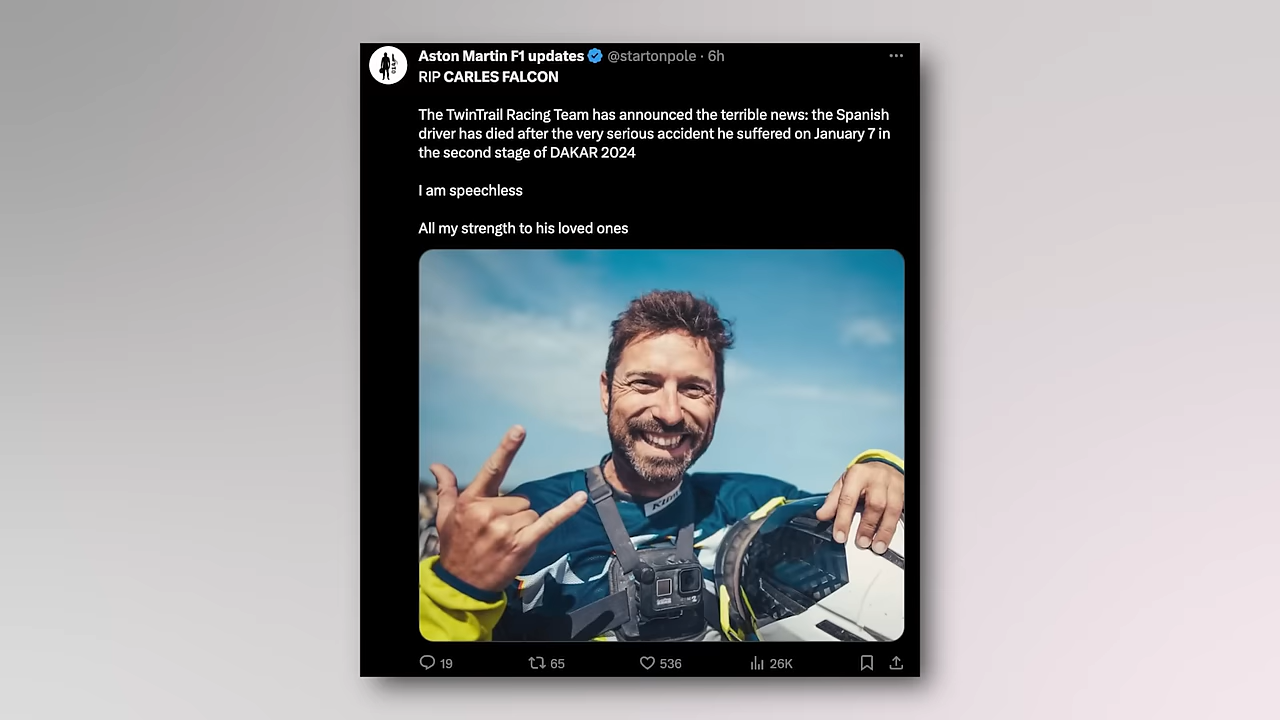 Aston Martin F1 updates @startonpole · 6h
RIP CARLES FALCON
The TwinTrail Racing Team has announced the terrible news: the Spanish
driver has died after the very serious accident he suffered on January 7 in
the second stage of DAKAR 2024
I am speechless
All my strength to his loved ones
KLIM
19 65 536 26K